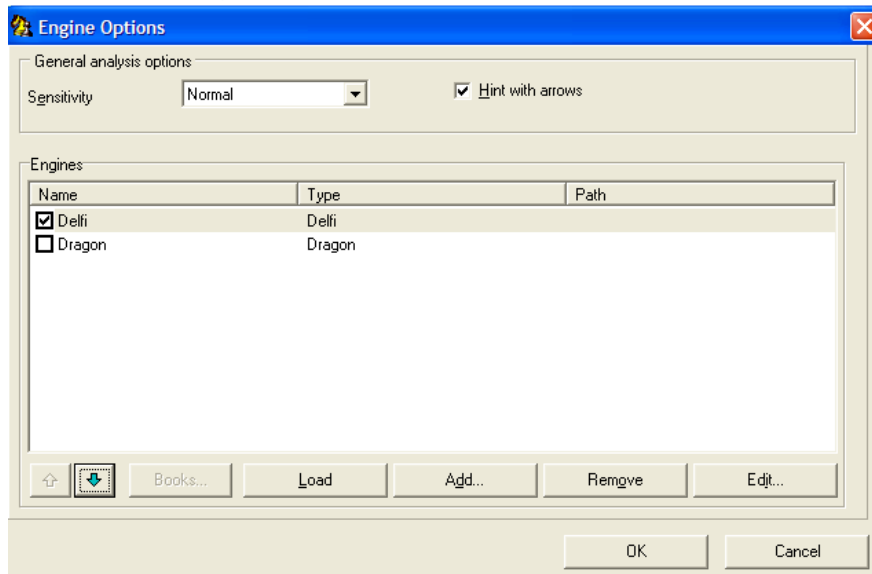 Engine Options
General analysis options
Sensitivity Normal Hint with arrows
Engines
Name Type Path
Delfi Delfi
Dragon Dragon
Books... Load Add... Remove Edit...
OK Cancel